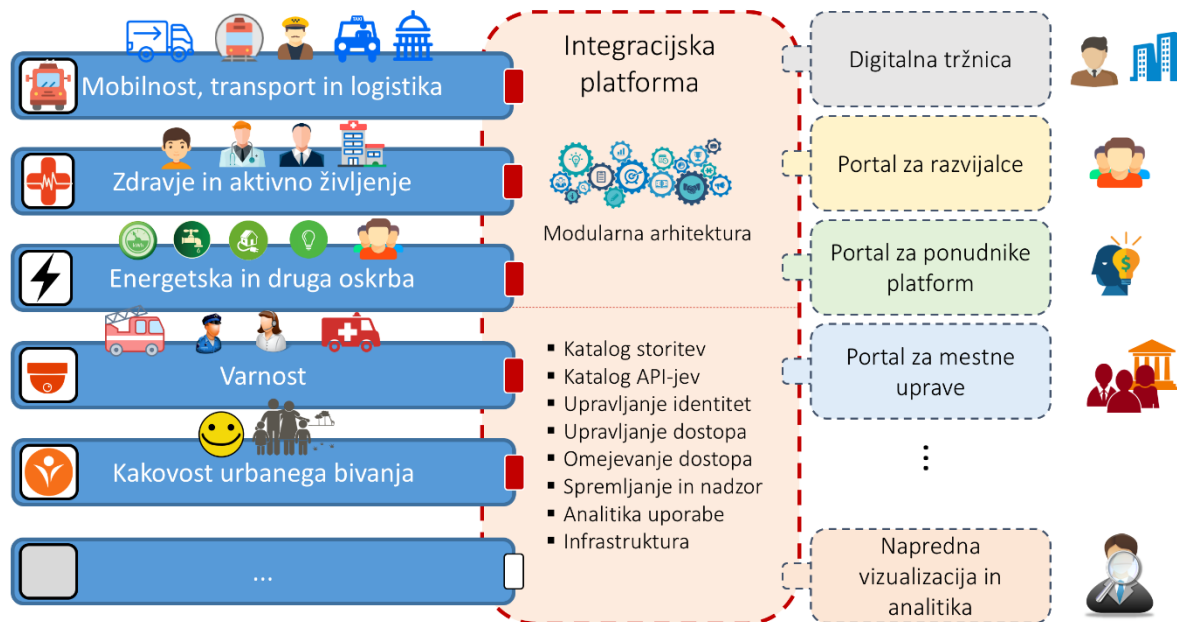 Mobilnost, transport in logistika
Zdravje in aktivno življenje
Energetska in druga oskrba
Varnost
Kakovost urbanega bivanja
...
Integracijska
platforma
Modularna arhitektura
▪ Katalog storitev
▪ Katalog API-jev
▪ Upravljanje identitet
▪ Upravljanje dostopa
▪ Omejevanje dostopa
▪ Spremljanje in nadzor
▪ Analitika uporabe
▪ Infrastruktura
Digitalna tržnica
Portal za razvijalce
Portal za ponudnike
platform
Portal za mestne
uprave
⋮
Napredna
vizualizacija in
analitika